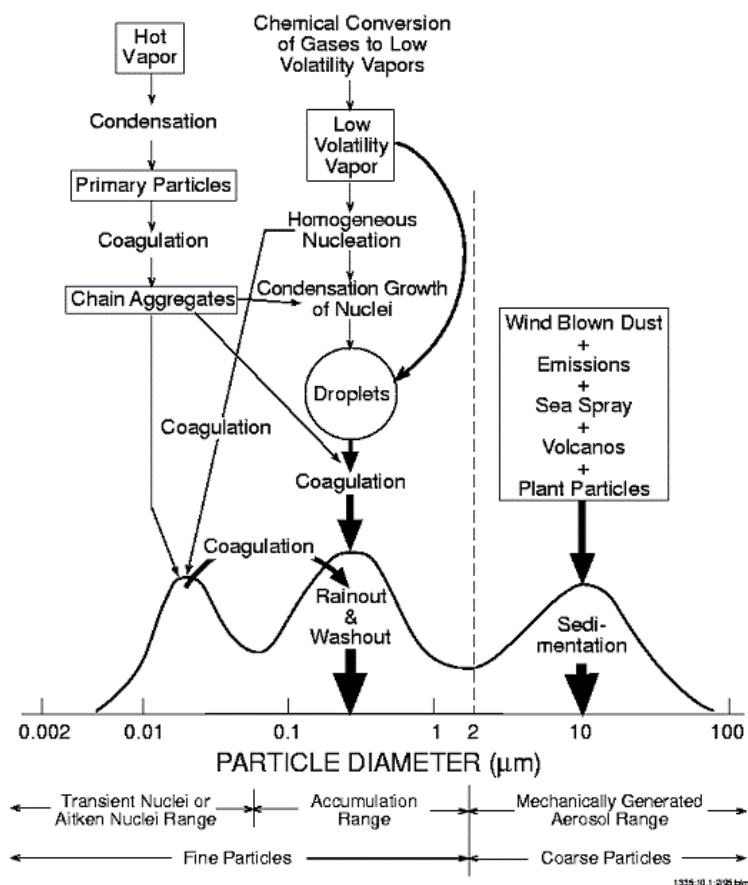 Hot
Vapor
Condensation
Primary Particles
Coagulation
Chain Aggregates
Chemical Conversion
of Gases to Low
Volatility Vapors
Low
Volatility
Vapor
Homogeneous
Nucleation
Condensation Growth
of Nuclei
Droplets
Coagulation
Coagulation
Coagulation
Rainout
&
Washout
Wind Blown Dust
+
Emissions
+
Sea Spray
+
Volcanos
+
Plant Particles
Sedi-
mentation
0.002
0.01
0.1
1
2
10
100
PARTICLE DIAMETER (μm)
Transient Nuclei or
Aitken Nuclei Range
Accumulation
Range
Mechanically Generated
Aerosol Range
Fine Particles
Coarse Particles